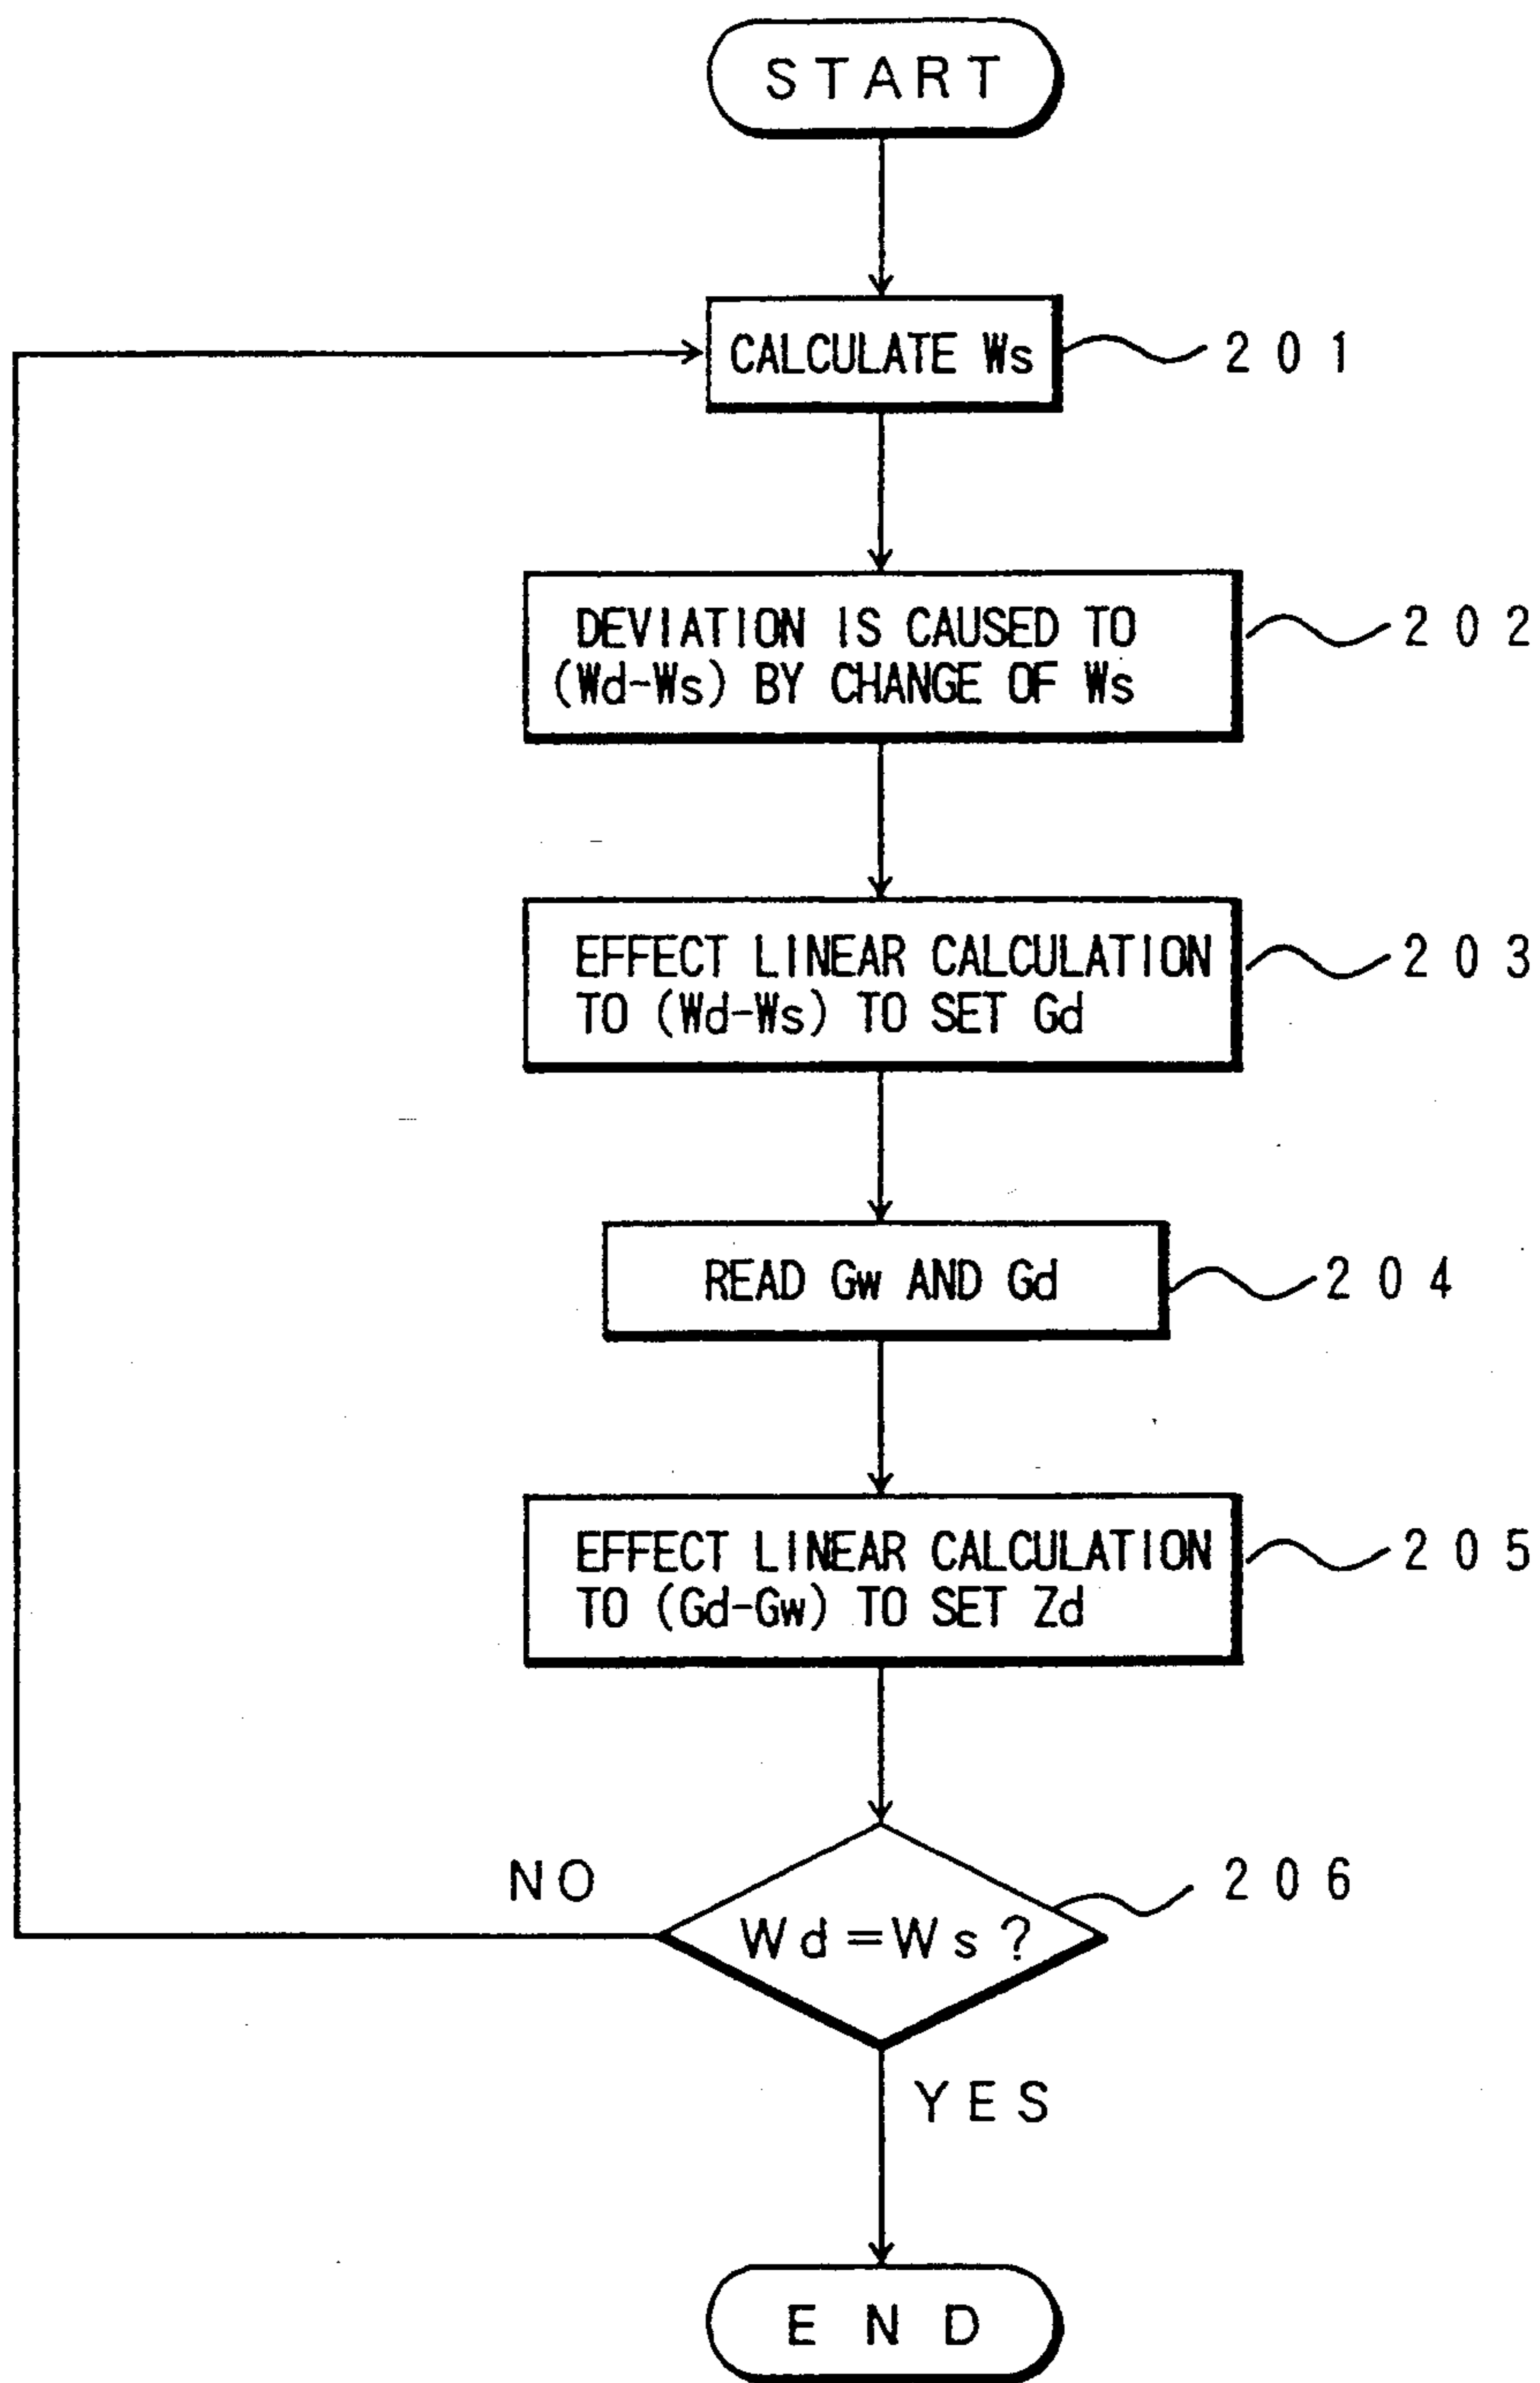 START
CALCULATE Ws
201
DEVIATION IS CAUSED TO
(Wd-Ws) BY CHANGE OF Ws
202
EFFECT LINEAR CALCULATION
TO (Wd-Ws) TO SET Gd
203
READ Gw AND Gd
204
EFFECT LINEAR CALCULATION
TO (Gd-Gw) TO SET Zd
205
NO
Wd=Ws?
206
YES
END